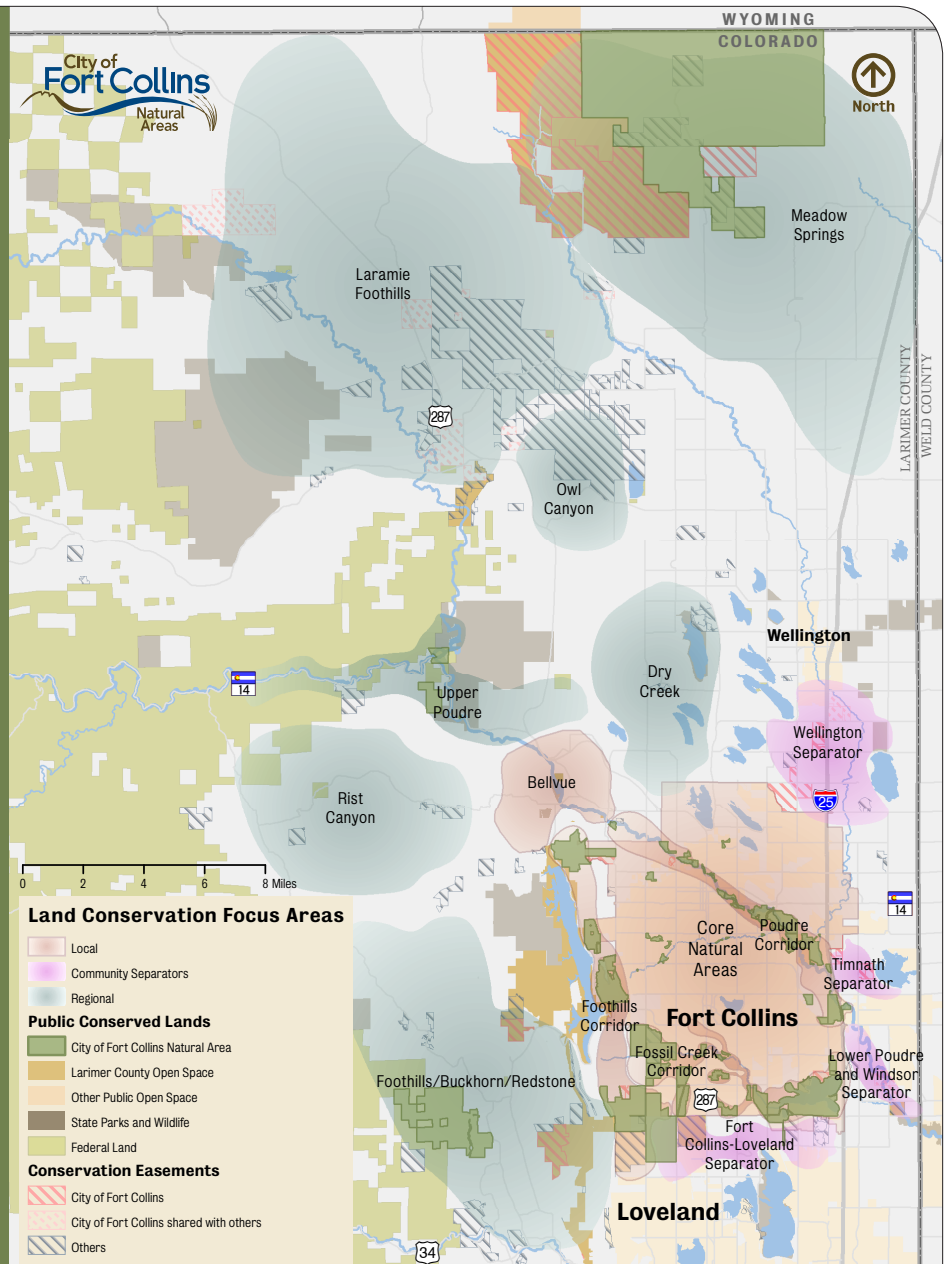 WYOMING
COLORADO
City of
Fort Collins
Natural
Areas
North
Meadow
Springs
Laramie
Foothills
LARIMER COUNTY
WELD COUNTY
287
Owl
Canyon
Wellington
Dry
Creek
14
Upper
Poudre
Wellington
Separator
Bellvue
Rist
Canyon
25
0 2 4 6 8 Miles
14
Land Conservation Focus Areas
Local
Community Separators
Regional
Public Conserved Lands
City of Fort Collins Natural Area
Larimer County Open Space
Other Public Open Space
State Parks and Wildlife
Federal Land
Conservation Easements
City of Fort Collins
City of Fort Collins shared with others
Others
Core
Natural
Areas
Poudre
Corridor
Timnath
Separator
Foothills
Corridor
Fort Collins
Fossil Creek
Corridor
Lower Poudre
and Windsor
Separator
Foothills/Buckhorn/Redstone
287
Fort
Collins-Loveland
Separator
Loveland
34